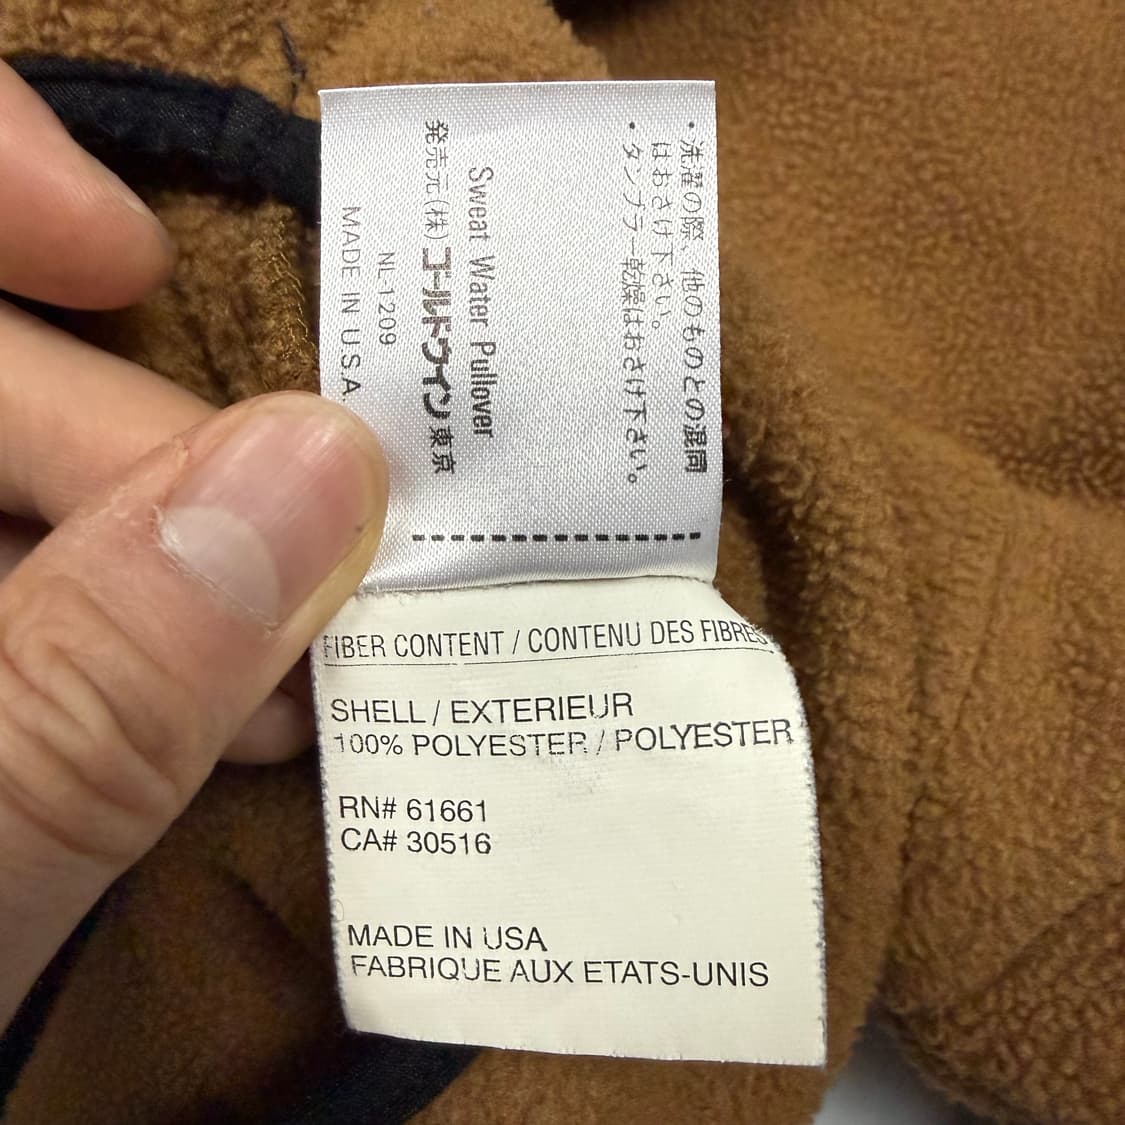 ・洗濯の際、他のものとの混同
はおさけ下さい。
・タンブラー乾燥はおさけ下さい。
Sweat Water Pullover
発売元(株)ゴールドウイン東京
NL1209
MADE IN U.S.A.
FIBER CONTENT / CONTENU DES FIBRES
SHELL / EXTERIEUR
100% POLYESTER / POLYESTER
RN# 61661
CA# 30516
MADE IN USA
FABRIQUE AUX ETATS-UNIS